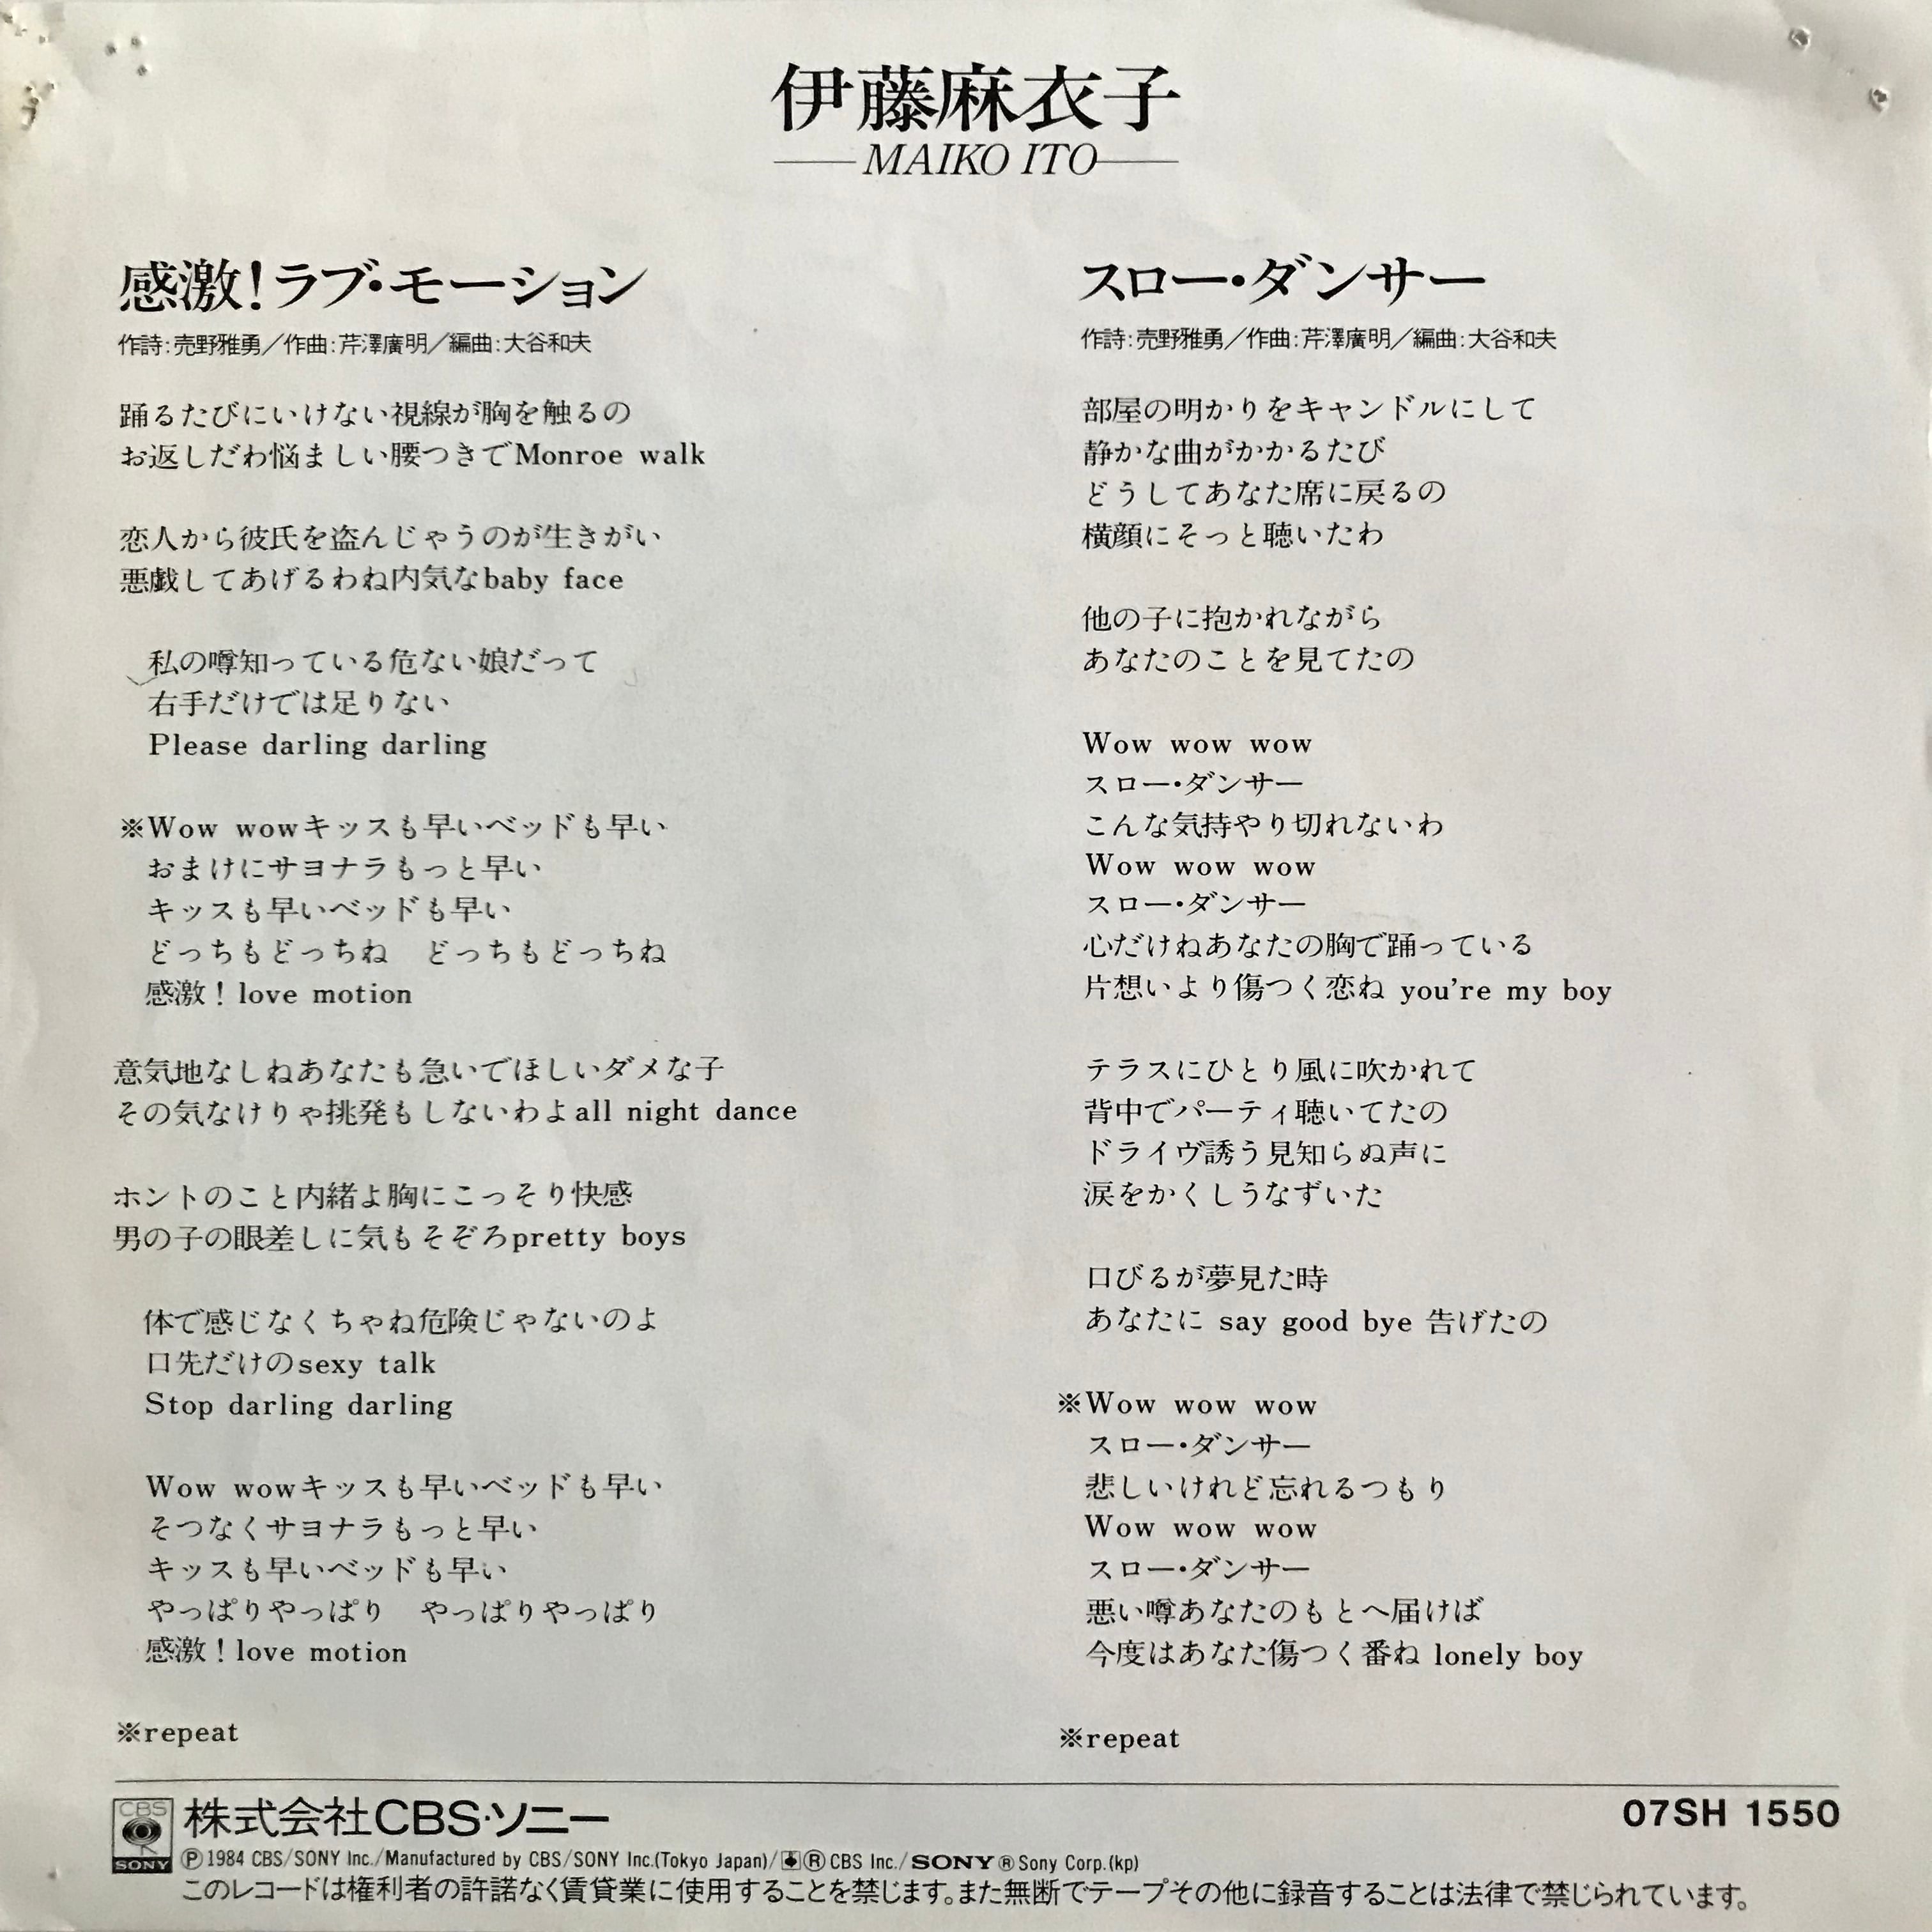 伊藤麻衣子
MAIKO ITO
感激!ラブ・モーション
作詩:売野雅勇/作曲:芹澤廣明/編曲:大谷和夫
踊るたびにいけない視線が胸を触るの
お返しだわ悩ましい腰つきでMonroe walk
恋人から彼氏を盗んじゃうのが生きがい
悪戯してあげるわね内気なbaby face
私の噂知っている危ない娘だって
右手だけでは足りない
Please darling darling
※Wow wowキッスも早いベッドも早い
おまけにサヨナラもっと早い
キッスも早いベッドも早い
どっちもどっちね　どっちもどっちね
感激!love motion
意気地なしねあなたも急いでほしいダメな子
その気なけりゃ挑発もしないわよall night dance
ホントのこと内緒よ胸にこっそり快感
男の子の眼差しに気もそぞろpretty boys
体で感じなくちゃね危険じゃないのよ
口先だけのsexy talk
Stop darling darling
Wow wowキッスも早いベッドも早い
そつなくサヨナラもっと早い
キッスも早いベッドも早い
やっぱりやっぱり　やっぱりやっぱり
感激!love motion
※repeat
スロー・ダンサー
作詩:売野雅勇/作曲:芹澤廣明/編曲:大谷和夫
部屋の明かりをキャンドルにして
静かな曲がかかるたび
どうしてあなた席に戻るの
横顔にそっと聴いたわ
他の子に抱かれながら
あなたのことを見てたの
Wow wow wow
スロー・ダンサー
こんな気持やり切れないわ
Wow wow wow
スロー・ダンサー
心だけねあなたの胸で踊っている
片想いより傷つく恋ね you're my boy
テラスにひとり風に吹かれて
背中でパーティ聴いてたの
ドライヴ誘う見知らぬ声に
涙をかくしうなずいた
口びるが夢見た時
あなたに say good bye 告げたの
※Wow wow wow
スロー・ダンサー
悲しいけれど忘れるつもり
Wow wow wow
スロー・ダンサー
悪い噂あなたのもとへ届けば
今度はあなた傷つく番ね lonely boy
※repeat
CBS
SONY
株式会社CBS・ソニー
07SH 1550
Ⓟ1984 CBS/SONY Inc./Manufactured by CBS/SONY Inc.(Tokyo Japan)/®CBS Inc./SONY®Sony Corp.(kp)
このレコードは権利者の許諾なく賃貸業に使用することを禁じます。また無断でテープその他に録音することは法律で禁じられています。